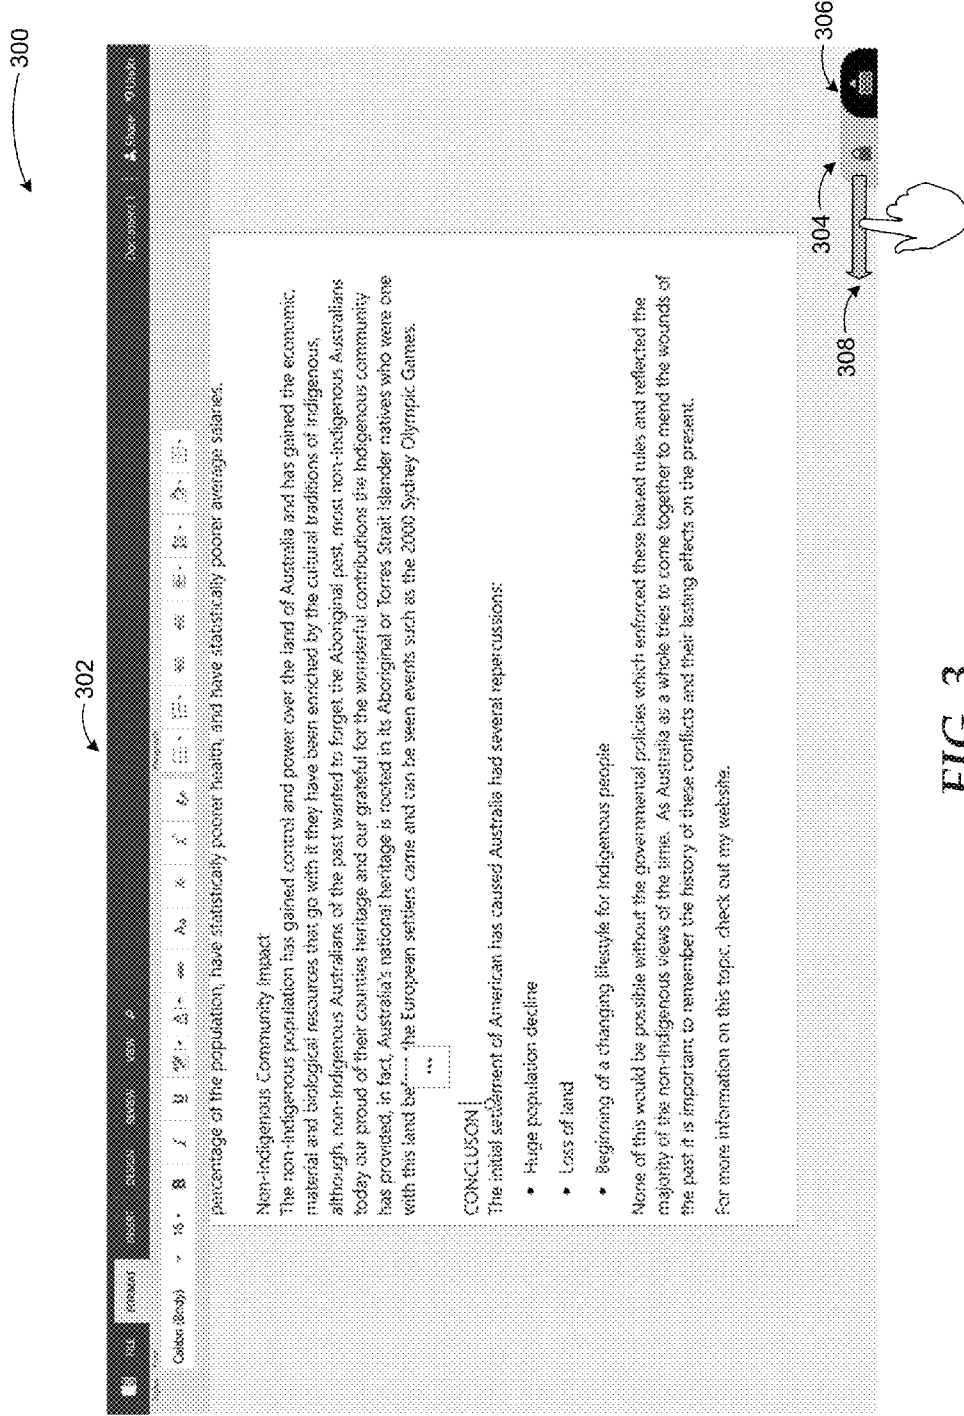 300
302
FORMAT
Calibri (Body)
16
B
I
U
percentage of the population, have statistically poorer health, and have statistically poorer average salaries.
Non-Indigenous Community Impact
The non-Indigenous population has gained control and power over the land of Australia and has gained the economic,
material and biological resources that go with it they have been enriched by the cultural traditions of indigenous,
although, non-Indigenous Australians of the past wanted to forget the Aboriginal past, most non-Indigenous Australians
today our proud of their counties heritage and our grateful for the wonderful contributions the Indigenous community
has provided, in fact, Australia's national heritage is rooted in its Aboriginal or Torres Strait Islander natives who were one
with this land bef the European settlers came and can be seen events such as the 2000 Sydney Olympic Games.
CONCLUSON
The initial settlement of American has caused Australia had several repercussions:
• Huge population decline
• Loss of land
• Beginning of a changing lifestyle for Indigenous people
None of this would be possible without the governmental policies which enforced these biased rules and reflected the
majority of the non-Indigenous views of the time. As Australia as a whole tries to come together to mend the wounds of
the past it is important to remember the history of these conflicts and their lasting effects on the present.
For more information on this topic, check out my website.
304
306
308
FIG. 3